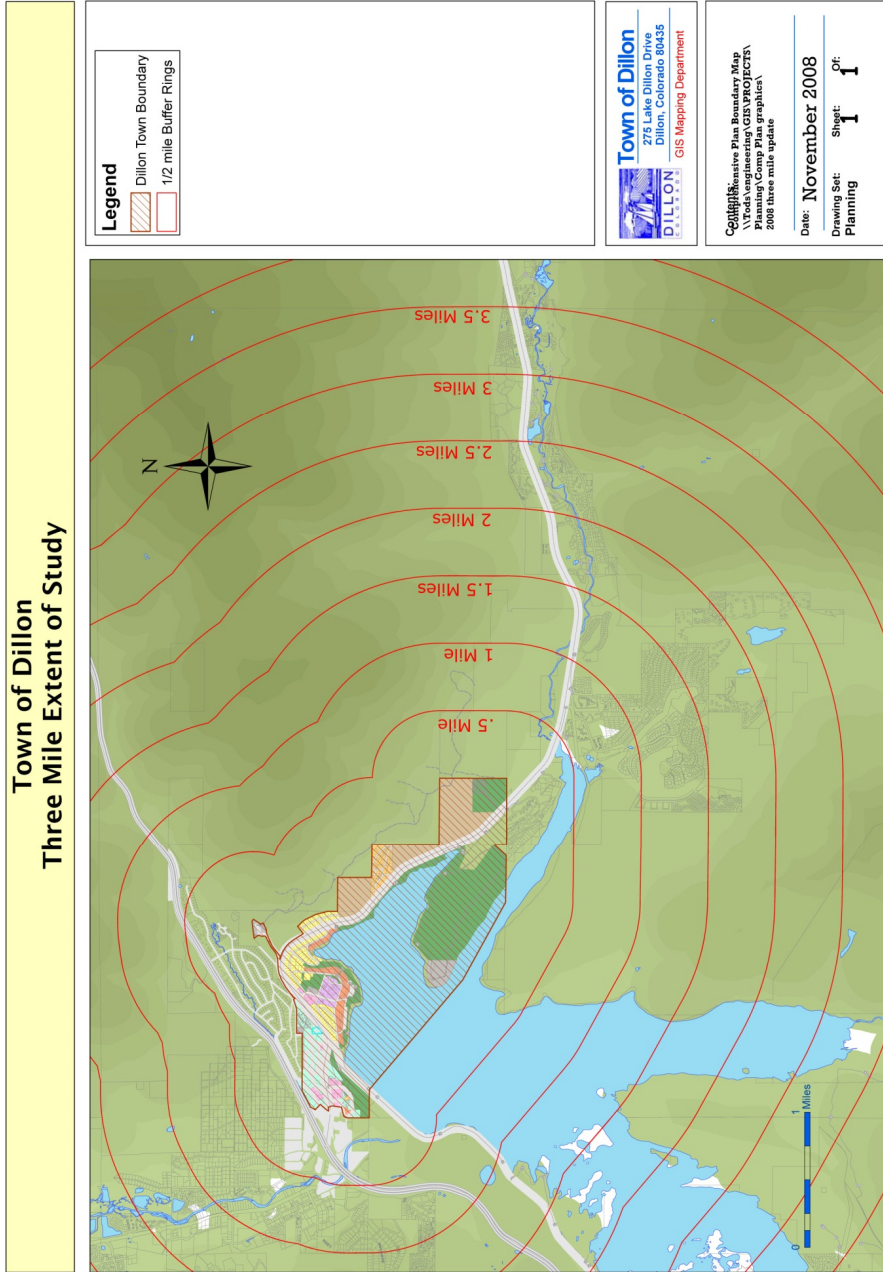 Town of Dillon
Three Mile Extent of Study
Legend
Dillon Town Boundary
1/2 mile Buffer Rings
N
3.5 Miles
3 Miles
2.5 Miles
2 Miles
1.5 Miles
1 Mile
.5 Mile
0
1
Miles
DILLON
COLORADO
Town of Dillon
275 Lake Dillon Drive
Dillon, Colorado 80435
GIS Mapping Department
Contents:
Comprehensive Plan Boundary Map
\\Tods\engineering\GIS\PROJECTS\
Planning\Comp Plan graphics\
2008 three mile update
Date: November 2008
Drawing Set:
Planning
Sheet:
1
Of:
1